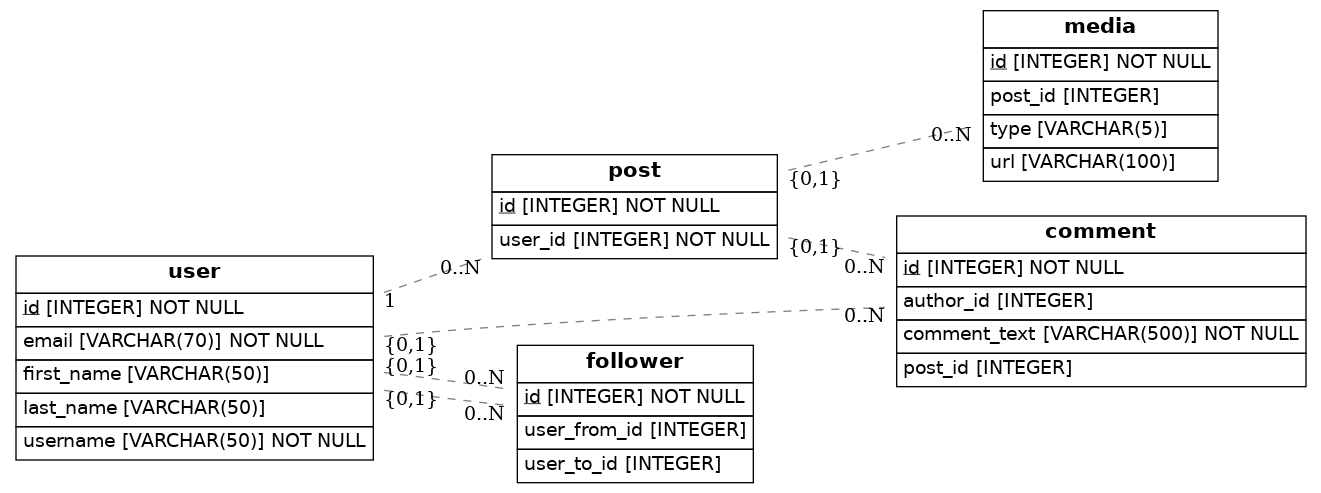 media
id [INTEGER] NOT NULL
post_id [INTEGER]
type [VARCHAR(5)]
url [VARCHAR(100)]
0..N
{0,1}
post
id [INTEGER] NOT NULL
user_id [INTEGER] NOT NULL
{0,1}
0..N
comment
id [INTEGER] NOT NULL
author_id [INTEGER]
comment_text [VARCHAR(500)] NOT NULL
post_id [INTEGER]
0..N
1
0..N
user
id [INTEGER] NOT NULL
email [VARCHAR(70)] NOT NULL
first_name [VARCHAR(50)]
last_name [VARCHAR(50)]
username [VARCHAR(50)] NOT NULL
{0,1}
{0,1}
{0,1}
0..N
0..N
follower
id [INTEGER] NOT NULL
user_from_id [INTEGER]
user_to_id [INTEGER]